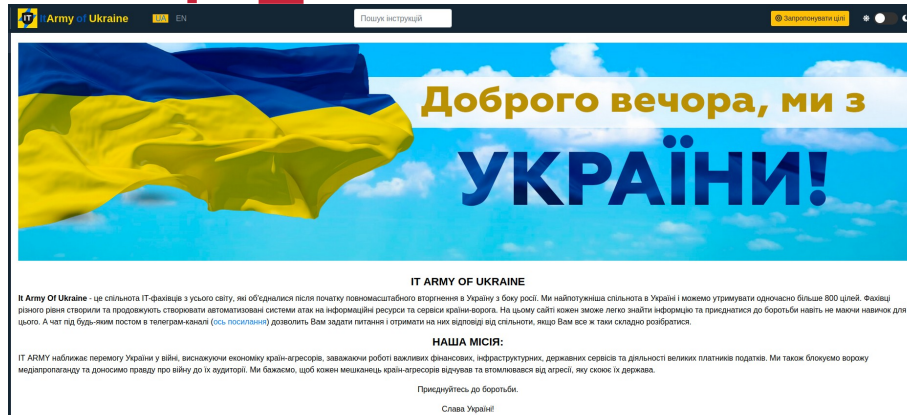 ItArmy of Ukraine UA EN Пошук інструкцій Запропонувати цілі
Доброго вечора, ми з
УКРАЇНИ!
IT ARMY OF UKRAINE
It Army Of Ukraine - це спільнота IT-фахівців з усього світу, які об'єдналися після початку повномасштабного вторгнення в Україну з боку росії. Ми найпотужніша спільнота в Україні і можемо утримувати одночасно більше 800 цілей. Фахівці
різного рівня створили та продовжують створювати автоматизовані системи атак на інформаційні ресурси та сервіси країни-ворога. На цьому сайті кожен зможе легко знайти інформацію та приєднатися до боротьби навіть не маючи навичок для
цього. А чат під будь-яким постом в телеграм-каналі (ось посилання) дозволить Вам задати питання і отримати на них відповіді від спільноти, якщо Вам все ж таки складно розібратися.
НАША МІСІЯ:
IT ARMY наближає перемогу України у війні, виснажуючи економіку країн-агресорів, заважаючи роботі важливих фінансових, інфраструктурних, державних сервісів та діяльності великих платників податків. Ми також блокуємо ворожу
медіапропаганду та доносимо правду про війну до їх аудиторії. Ми бажаємо, щоб кожен мешканець країн-агресорів відчував та втомлювався від агресії, яку скоює їх держава.
Приєднуйтесь до боротьби.
Слава Україні!